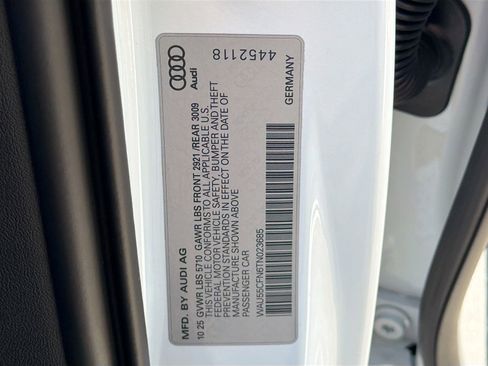 MFD. BY AUDI AG
10 25 GVWR LBS 5710 GAWR LBS FRONT 2921 /REAR 3009
THIS VEHICLE CONFORMS TO ALL APPLICABLE U.S.
FEDERAL MOTOR VEHICLE SAFETY, BUMPER AND THEFT
PREVENTION STANDARDS IN EFFECT ON THE DATE OF
MANUFACTURE SHOWN ABOVE
PASSENGER CAR
WAU55CFN6TN023685
Audi
4452118
GERMANY